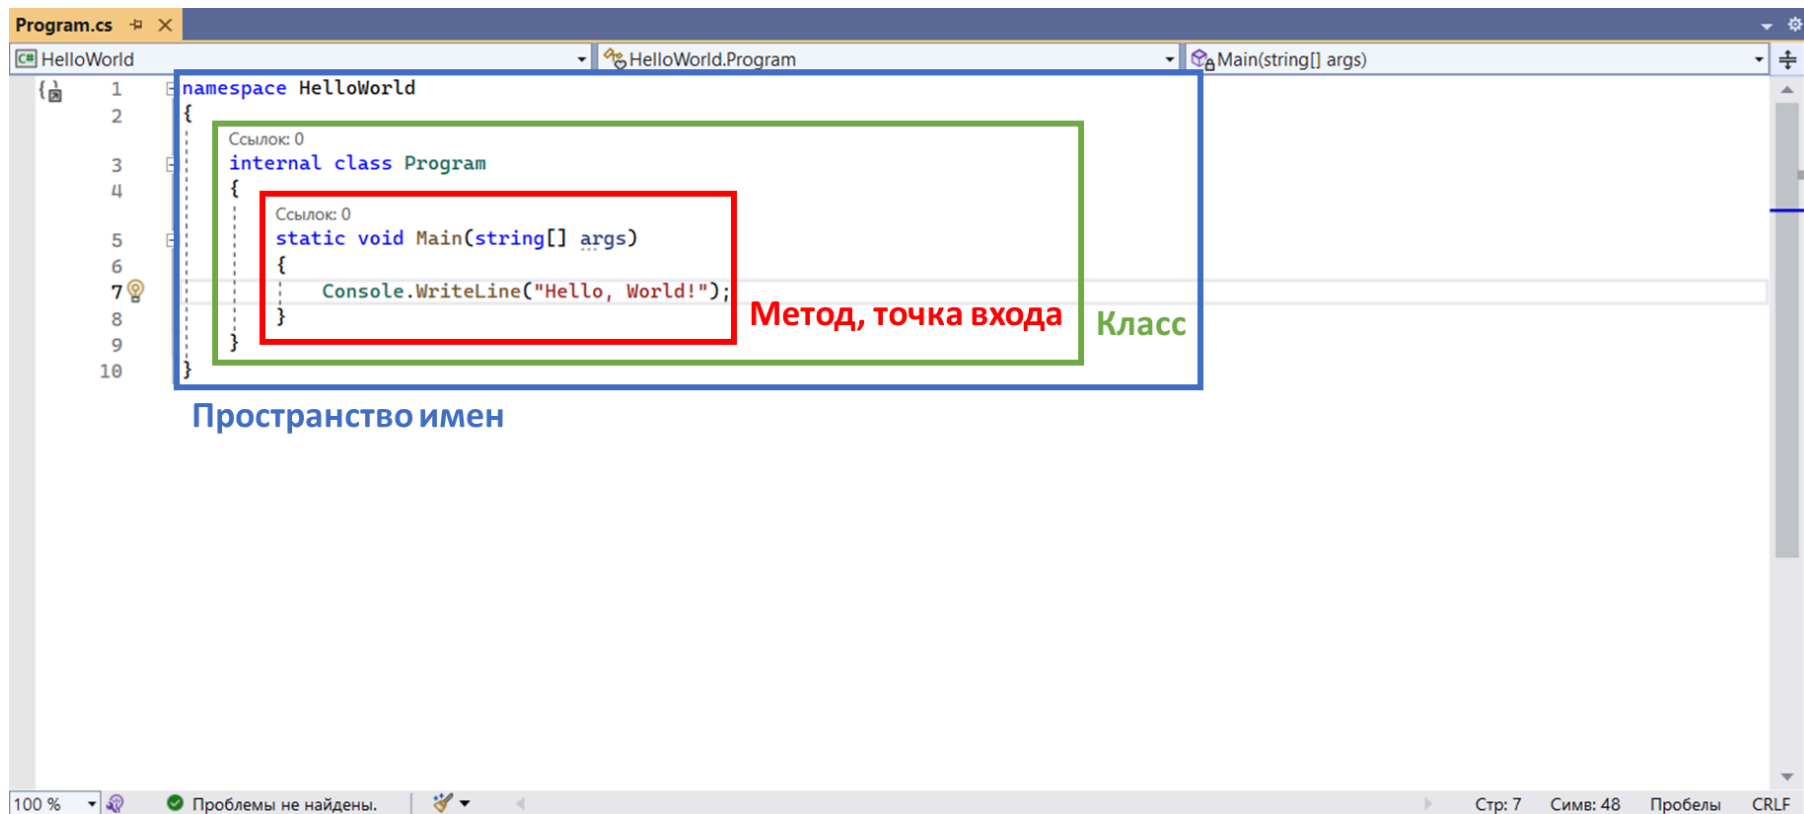 Program.cs
HelloWorld
HelloWorld.Program
Main(string[] args)
1 namespace HelloWorld
2 {
Ссылок: 0
3 internal class Program
4 {
Ссылок: 0
5 static void Main(string[] args)
6 {
7 Console.WriteLine("Hello, World!");
8 }
9 }
10 }
Метод, точка входа
Класс
Пространство имен
100 %
Проблемы не найдены.
Стр: 7
Симв: 48
Пробелы
CRLF